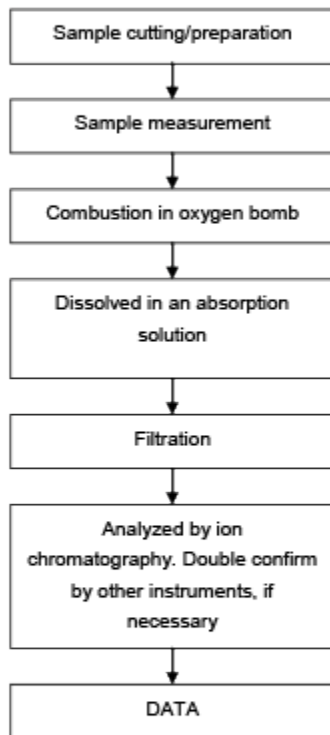 Sample cutting/preparation
Sample measurement
Combustion in oxygen bomb
Dissolved in an absorption
solution
Filtration
Analyzed by ion
chromatography. Double confirm
by other instruments, if
necessary
DATA